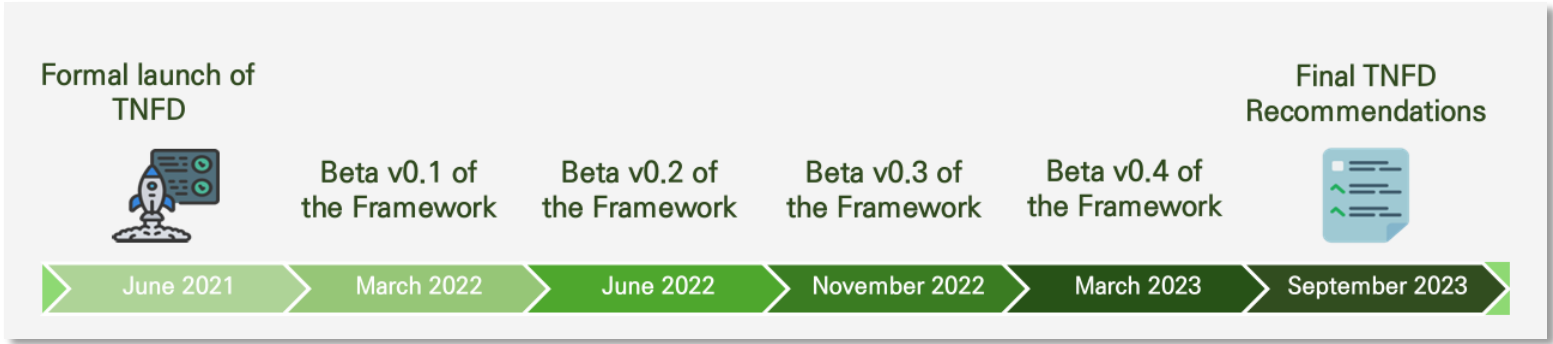 Formal launch of
TNFD
Beta v0.1 of
the Framework
Beta v0.2 of
the Framework
Beta v0.3 of
the Framework
Beta v0.4 of
the Framework
Final TNFD
Recommendations
June 2021
March 2022
June 2022
November 2022
March 2023
September 2023